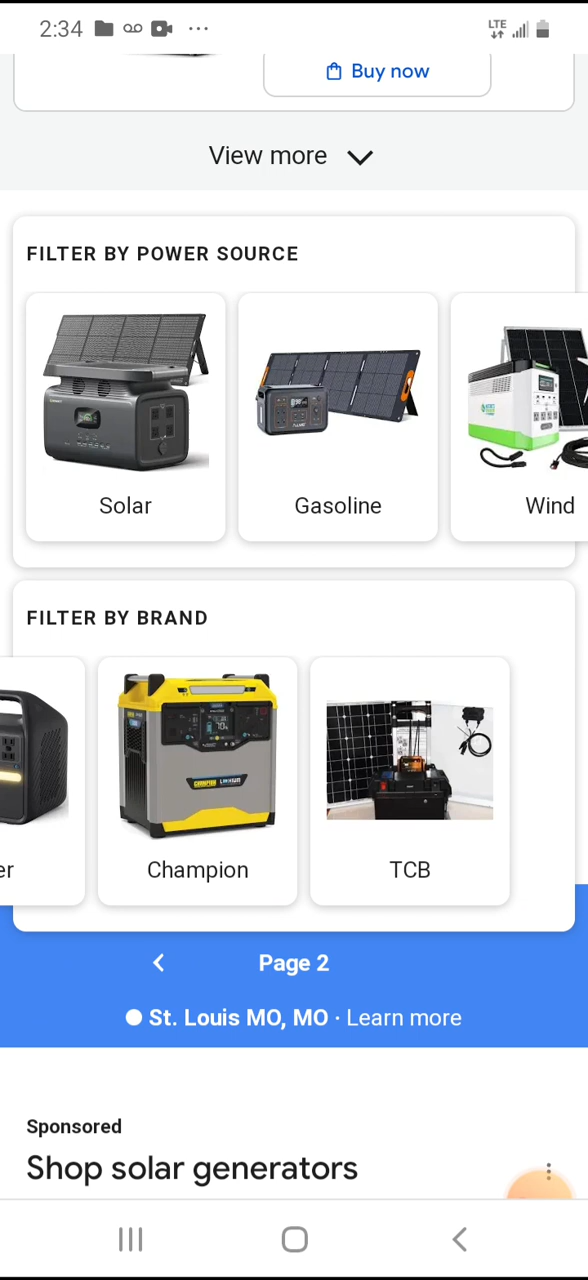 2:34
LTE
Buy now
View more
FILTER BY POWER SOURCE
Solar
Gasoline
Wind
FILTER BY BRAND
er
Champion
TCB
Page 2
St. Louis MO, MO · Learn more
Sponsored
Shop solar generators